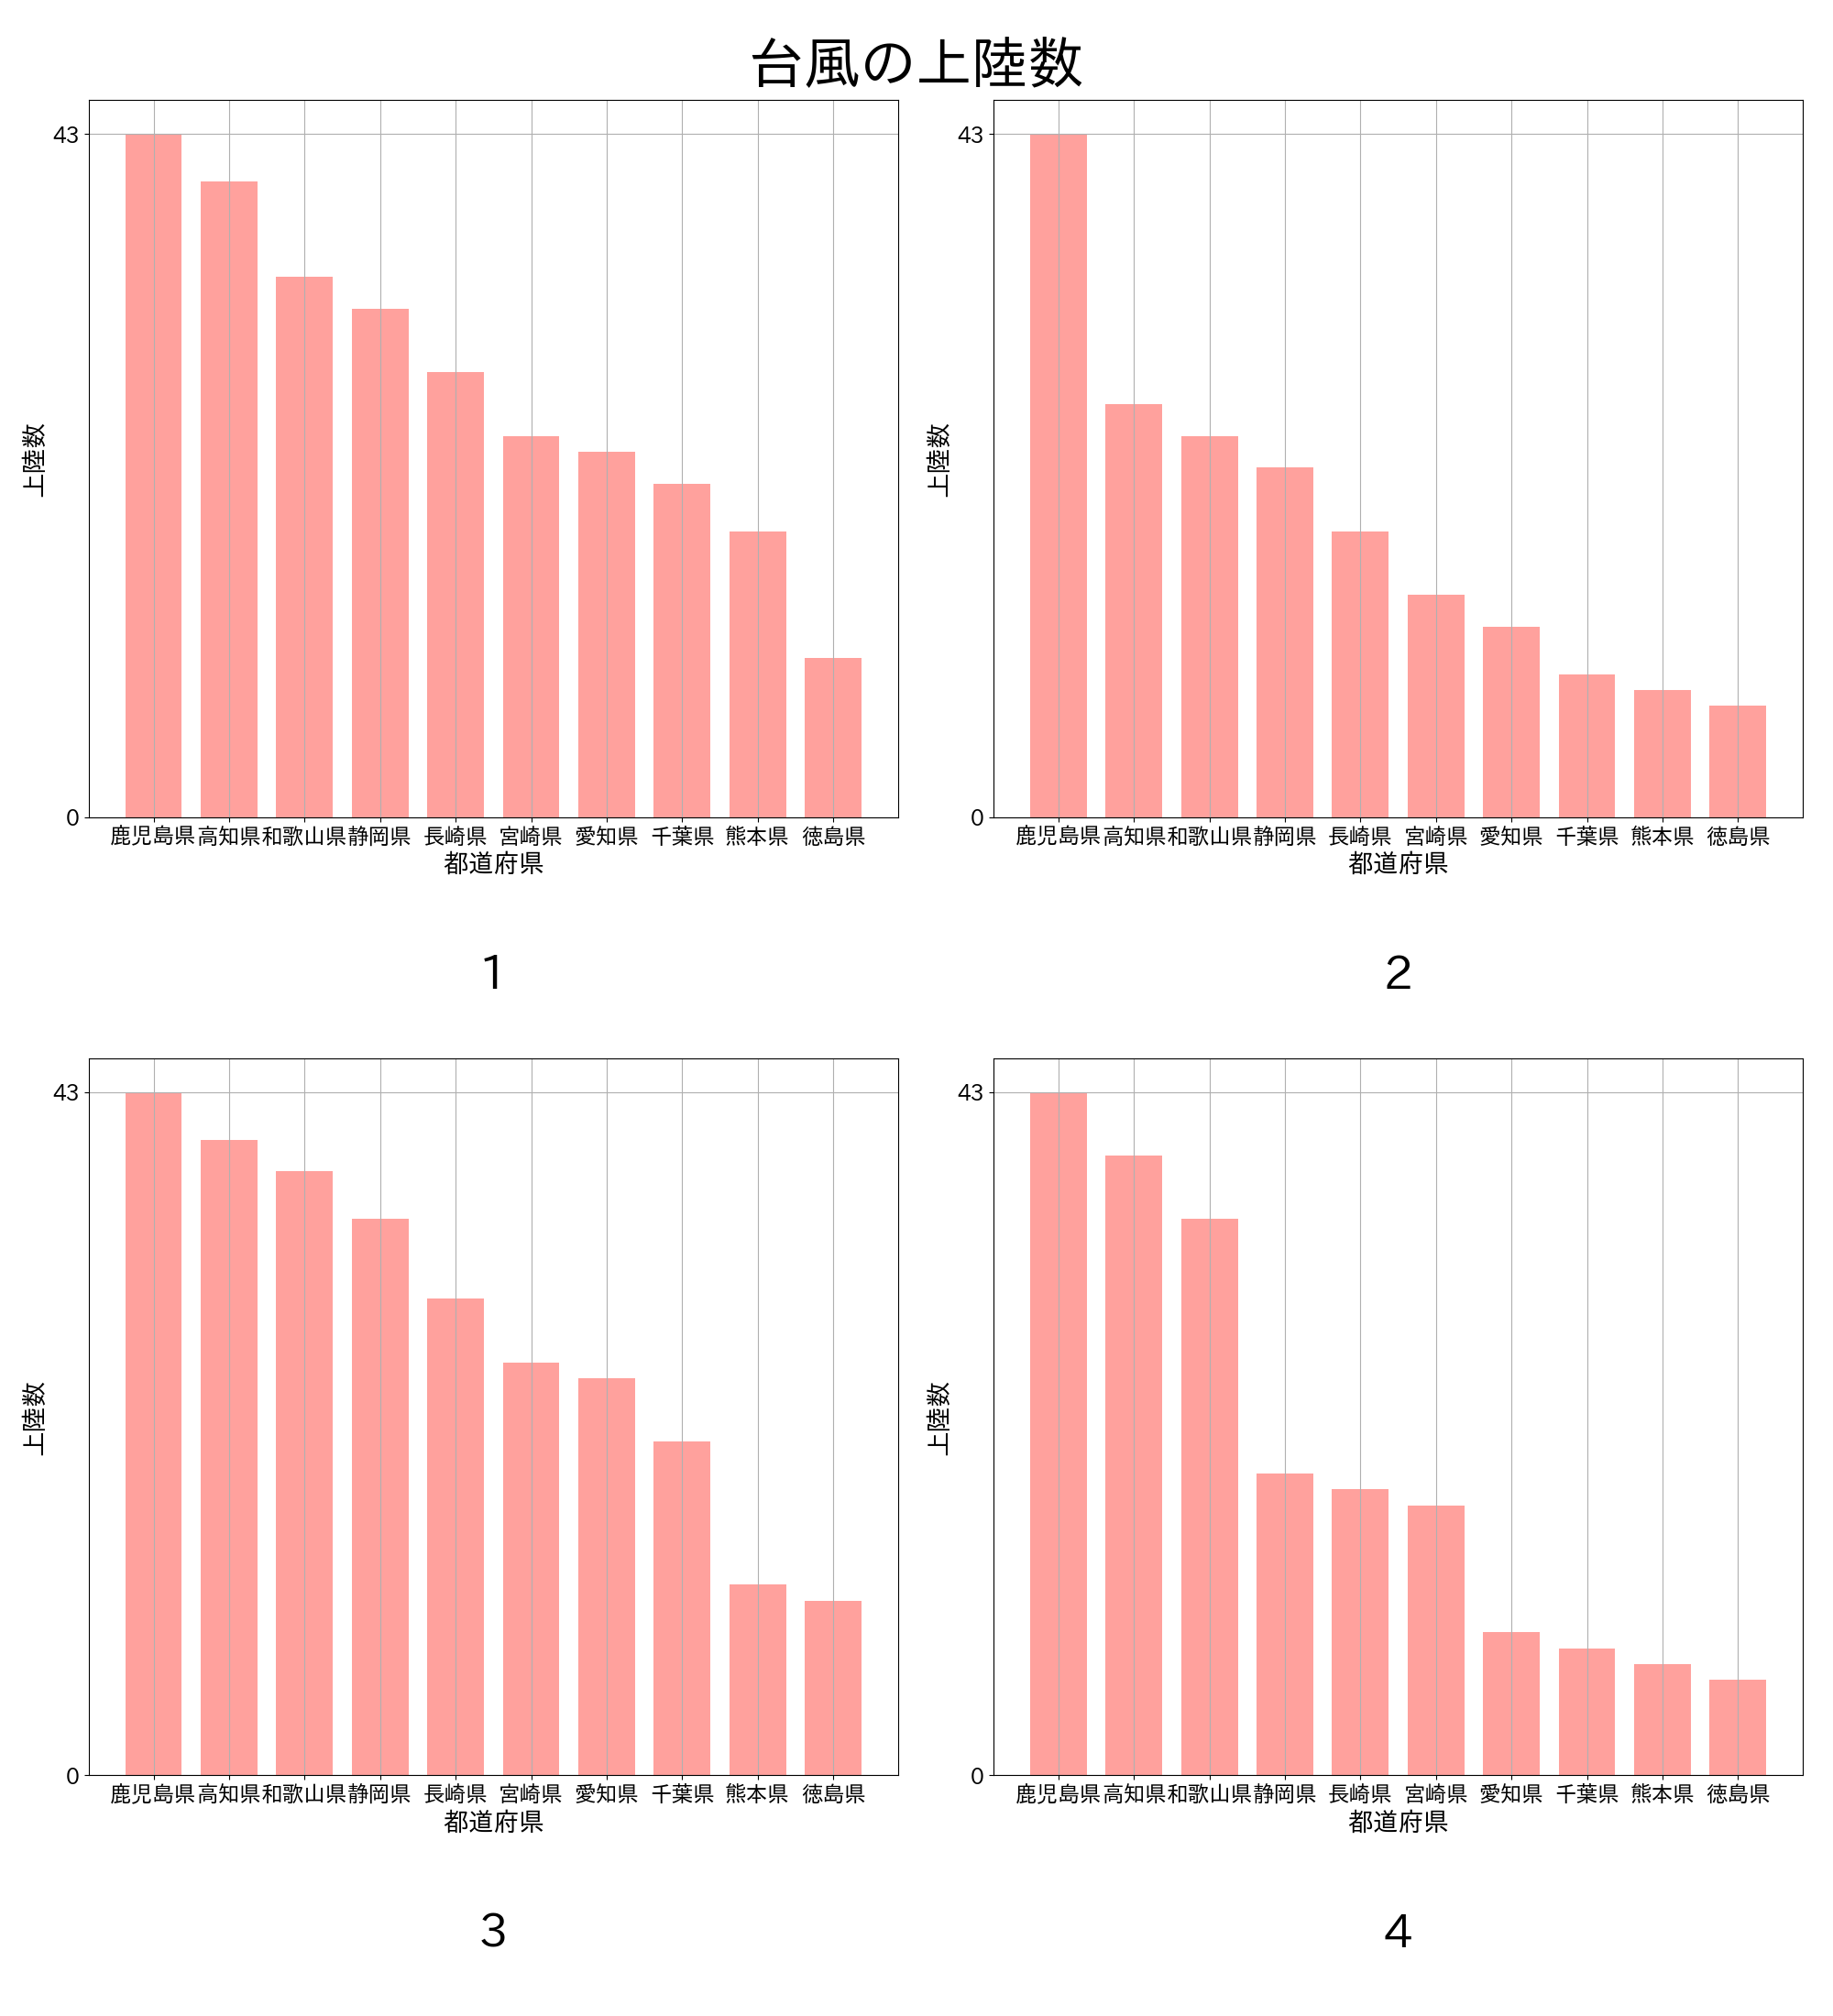 台風の上陸数
43
0
上陸数
鹿児島県 高知県 和歌山県 静岡県 長崎県 宮崎県 愛知県 千葉県 熊本県 徳島県
都道府県
1
43
0
上陸数
鹿児島県 高知県 和歌山県 静岡県 長崎県 宮崎県 愛知県 千葉県 熊本県 徳島県
都道府県
2
43
0
上陸数
鹿児島県 高知県 和歌山県 静岡県 長崎県 宮崎県 愛知県 千葉県 熊本県 徳島県
都道府県
3
43
0
上陸数
鹿児島県 高知県 和歌山県 静岡県 長崎県 宮崎県 愛知県 千葉県 熊本県 徳島県
都道府県
4